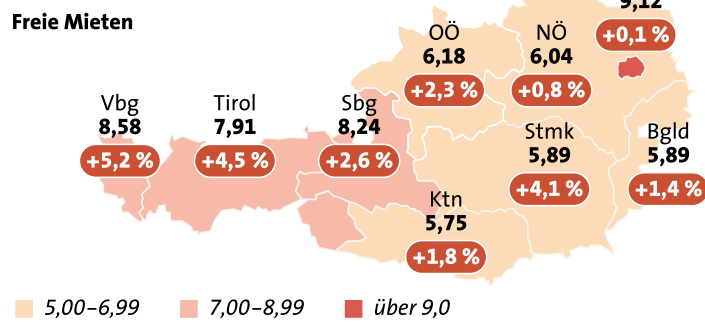 9,12
Freie Mieten
+0,1 %
OÖ
6,18
+2,3 %
NÖ
6,04
+0,8 %
Vbg
8,58
+5,2 %
Tirol
7,91
+4,5 %
Sbg
8,24
+2,6 %
Stmk
5,89
+4,1 %
Bgld
5,89
+1,4 %
Ktn
5,75
+1,8 %
5,00–6,99
7,00–8,99
über 9,0